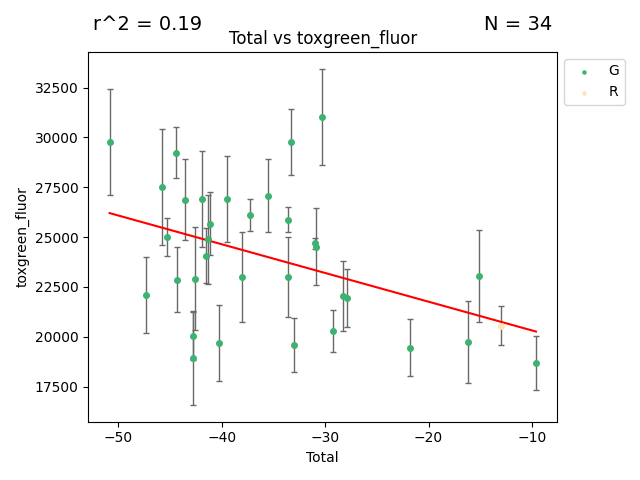 r^2 = 0.19
N = 34
Total vs toxgreen_fluor
G
R
32500
30000
27500
25000
22500
20000
17500
toxgreen_fluor
−50
−40
−30
−20
−10
Total